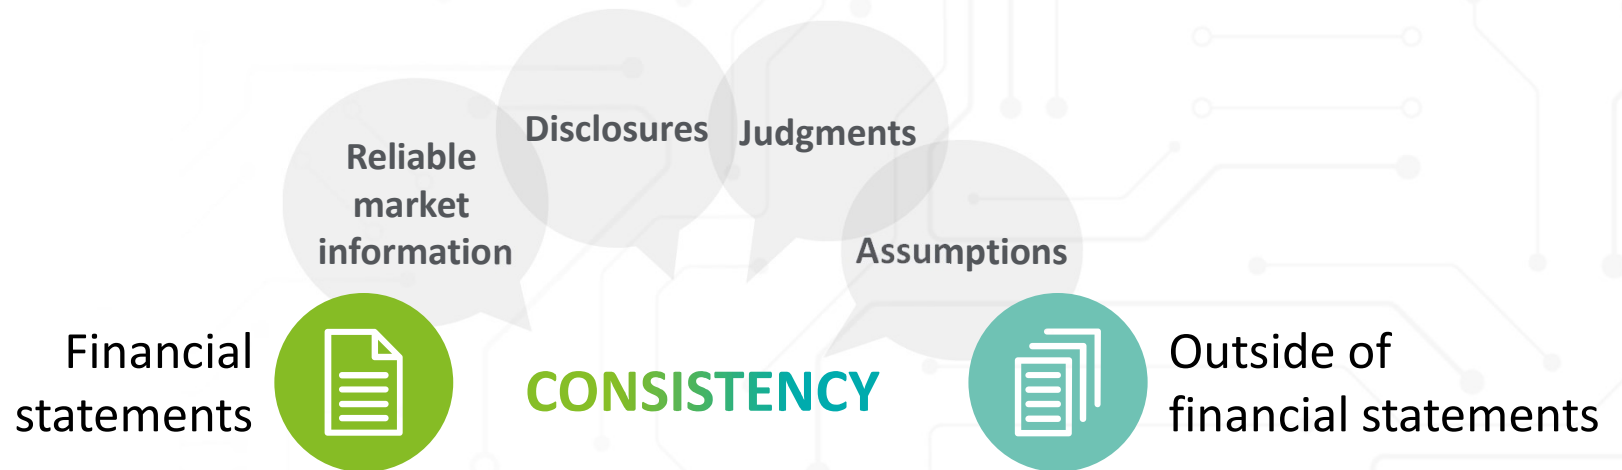 Reliable
market
information
Disclosures
Judgments
Assumptions
Financial
statements
CONSISTENCY
Outside of
financial statements